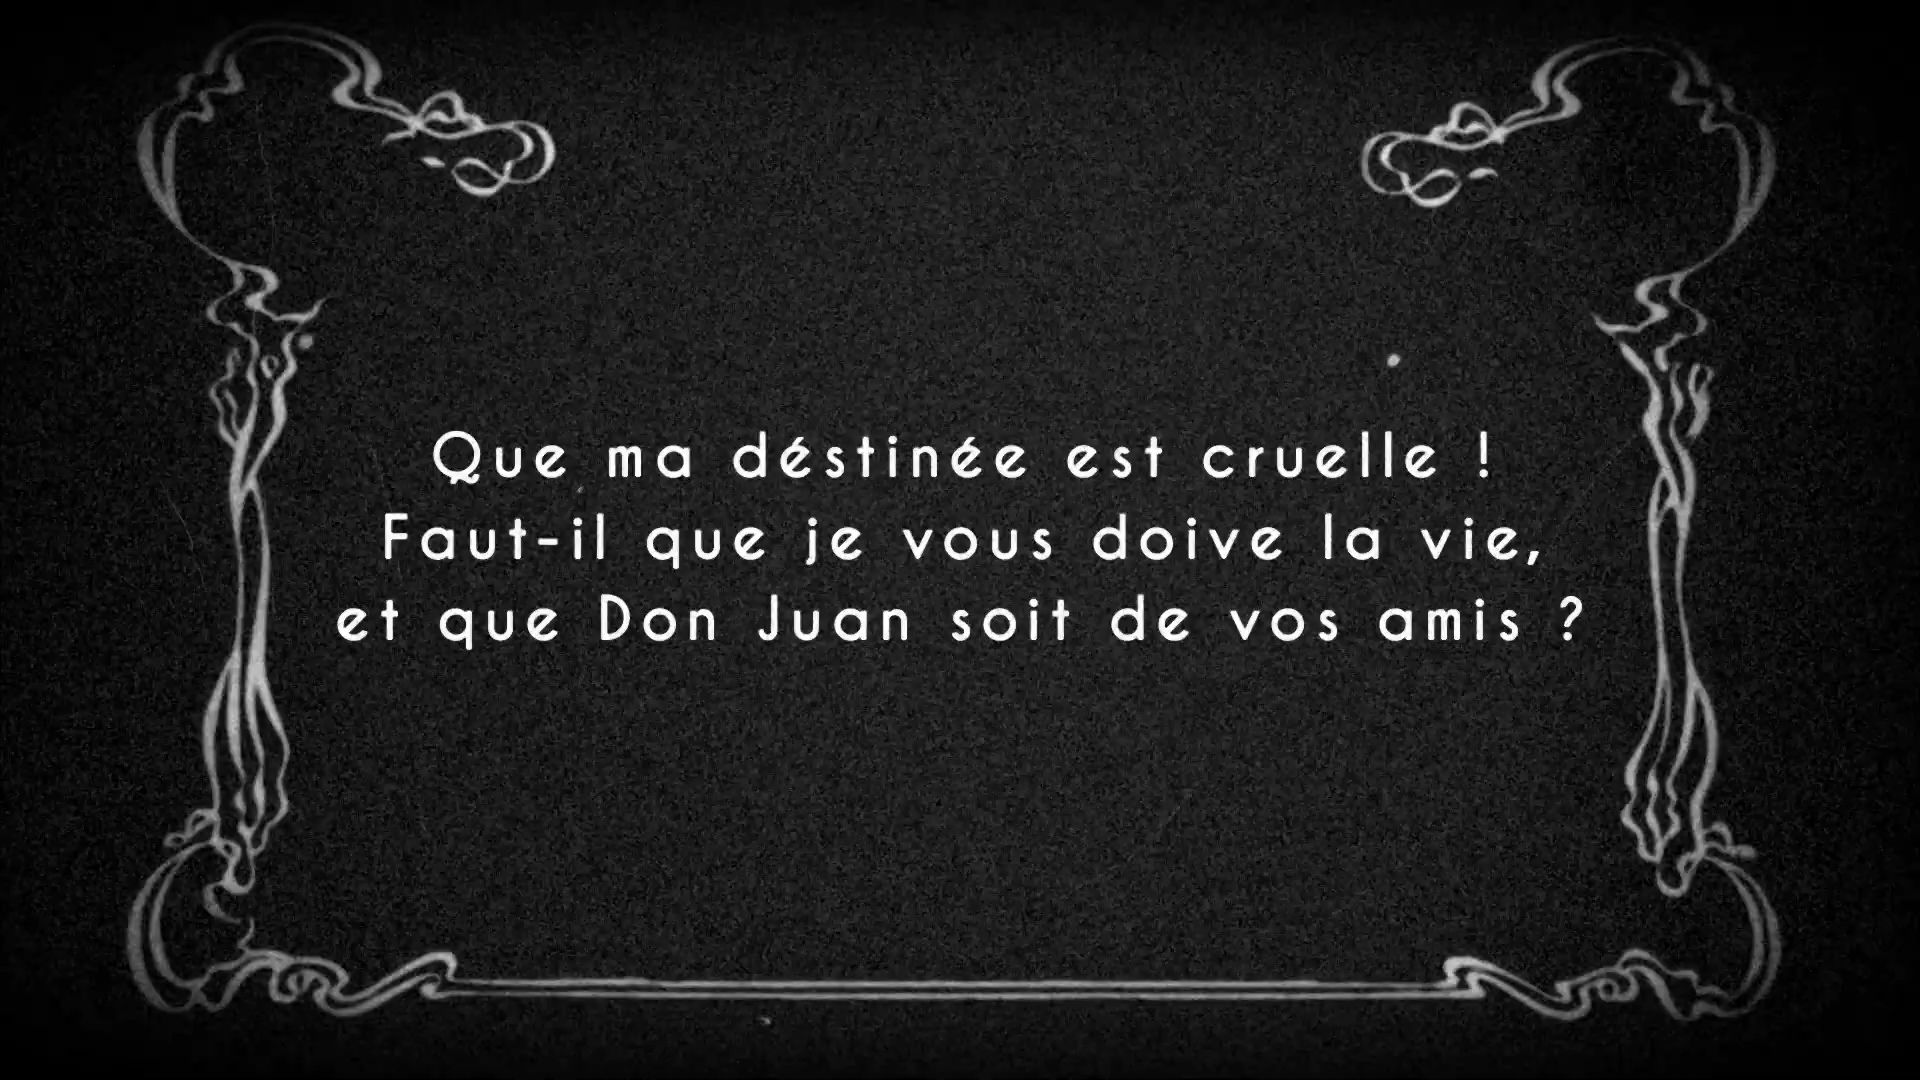 Que ma déstinée est cruelle !
Faut-il que je vous doive la vie,
et que Don Juan soit de vos amis ?